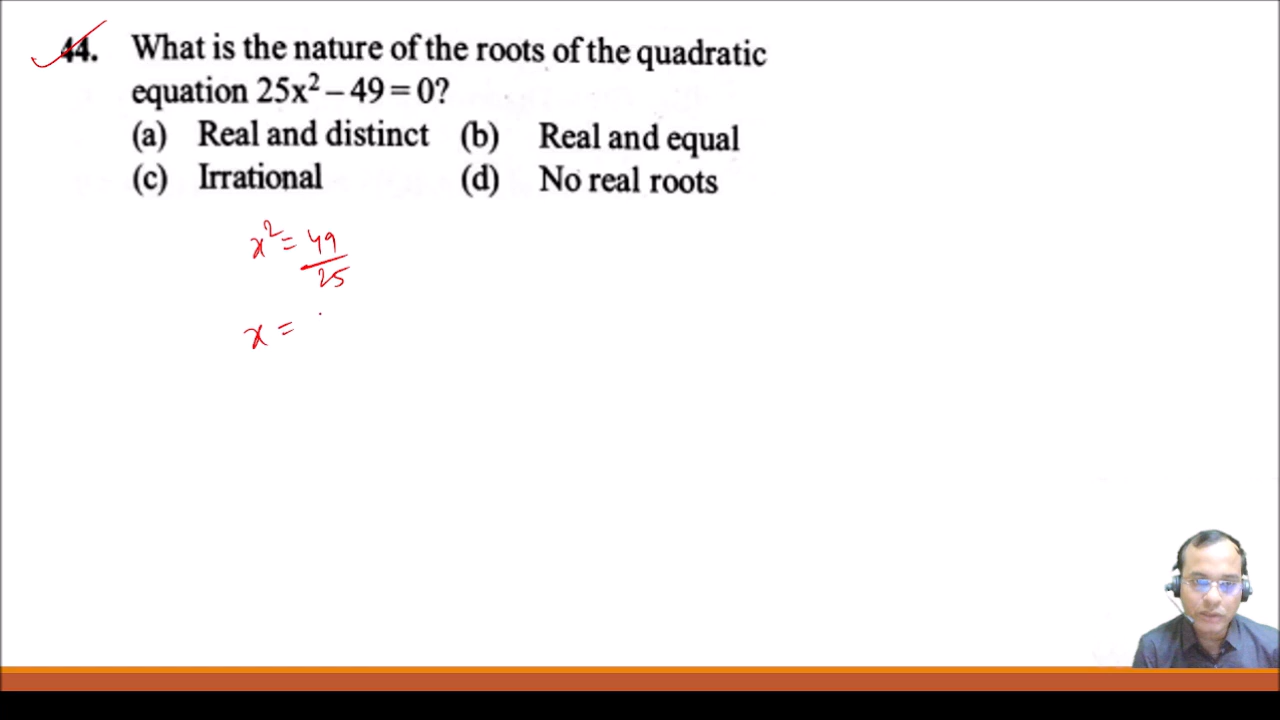 44. What is the nature of the roots of the quadratic
equation 25x² – 49 = 0?
(a) Real and distinct (b) Real and equal
(c) Irrational (d) No real roots
x² = 49/25
x =